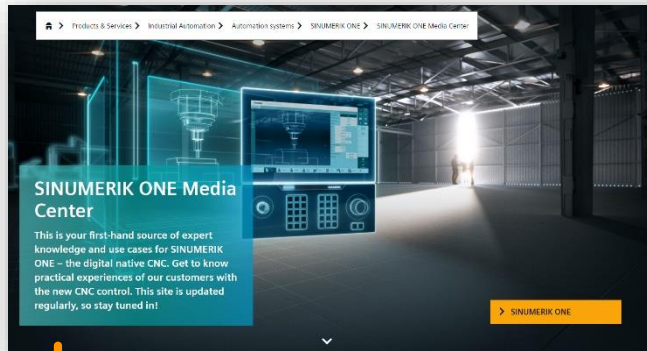 Products & Services > Industrial Automation > Automation systems > SINUMERIK ONE > SINUMERIK ONE Media Center
SINUMERIK ONE Media
Center
This is your first-hand source of expert
knowledge and use cases for SINUMERIK
ONE – the digital native CNC. Get to know
practical experiences of our customers with
the new CNC control. This site is updated
regularly, so stay tuned in!
> SINUMERIK ONE